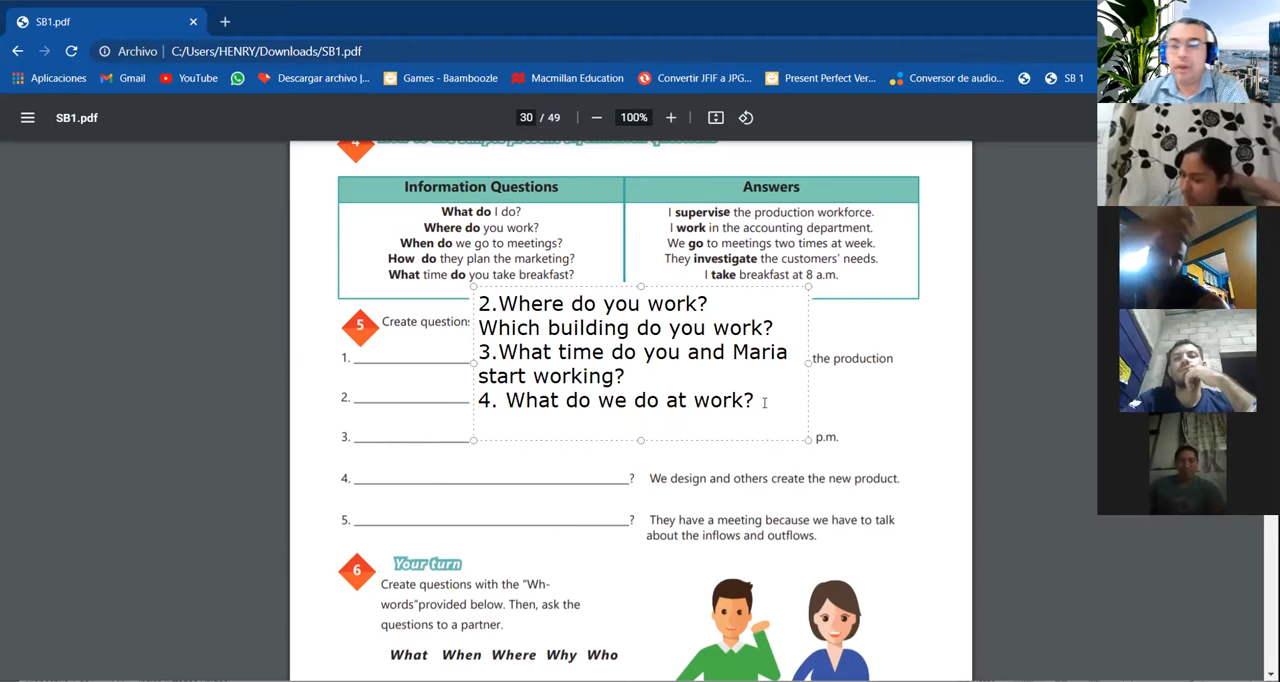 SB1.pdf
Archivo C:/Users/HENRY/Downloads/SB1.pdf
Aplicaciones Gmail YouTube Descargar archivo |... Games - Baamboozle Macmillan Education Convertir JFIF a JPG... Present Perfect Ver... Conversor de audio... SB 1
SB1.pdf 30 / 49 100%
Information Questions Answers
What do I do? I supervise the production workforce.
Where do you work? I work in the accounting department.
When do we go to meetings? We go to meetings two times at week.
How do they plan the marketing? They investigate the customers' needs.
What time do you take breakfast? I take breakfast at 8 a.m.
2.Where do you work?
Which building do you work?
3.What time do you and Maria
start working?
4. What do we do at work?
5 Create question
1. the production
2.
3. p.m.
4. ? We design and others create the new product.
5. ? They have a meeting because we have to talk
about the inflows and outflows.
6 Your turn
Create questions with the "Wh-
words"provided below. Then, ask the
questions to a partner.
What When Where Why Who